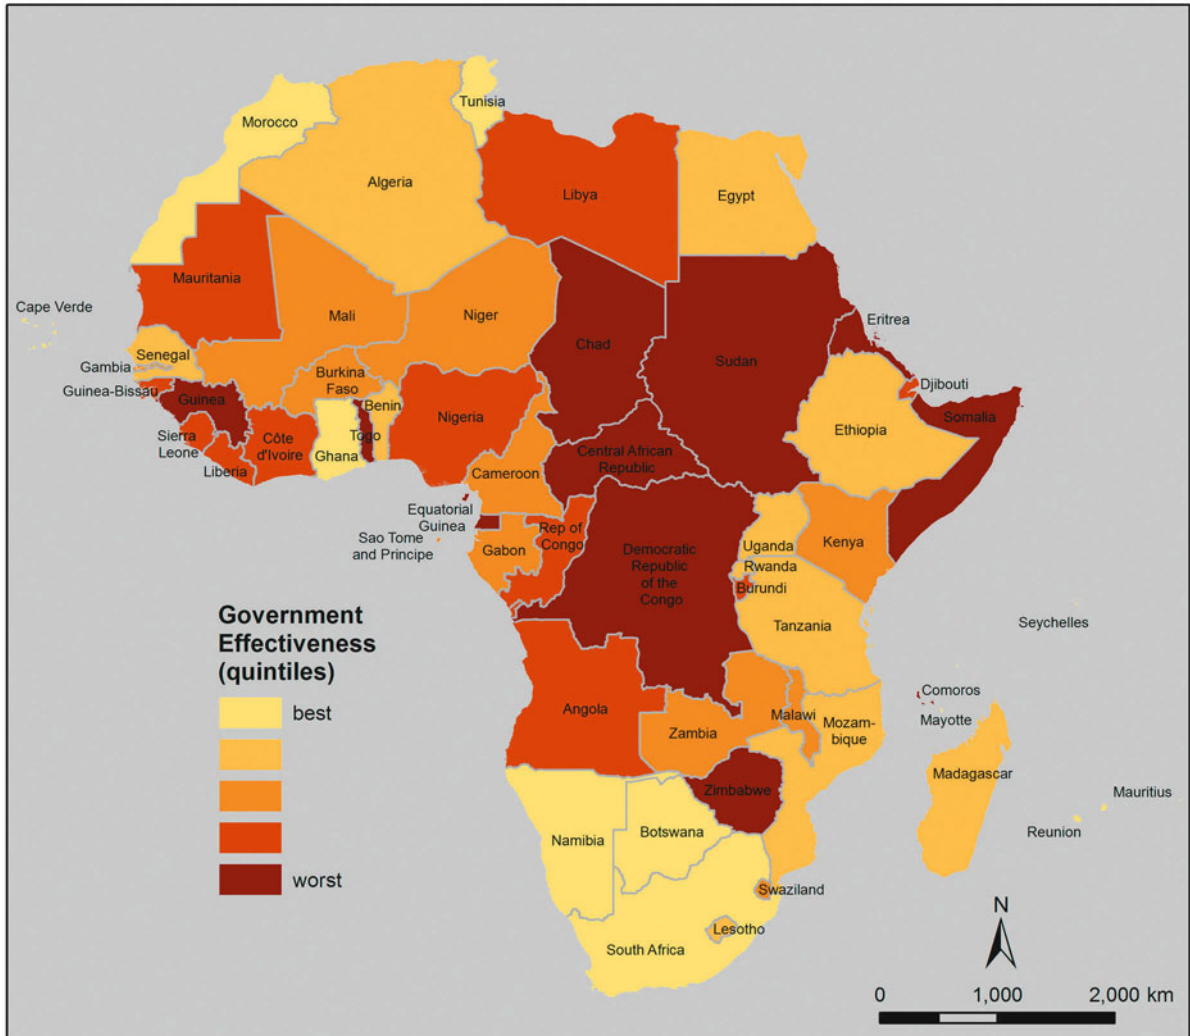 Tunisia
Morocco
Algeria
Libya
Egypt
Mauritania
Cape Verde
Mali
Niger
Eritrea
Chad
Senegal
Sudan
Gambia
Burkina
Faso
Djibouti
Guinea-Bissau
Guinea
Benin
Nigeria
Somalia
Togo
Ethiopia
Sierra
Leone
Côte
d'Ivoire
Ghana
Liberia
Central African
Republic
Cameroon
Equatorial
Guinea
Sao Tome
and Principe
Rep of
Congo
Gabon
Democratic
Republic
of the
Congo
Uganda
Kenya
Rwanda
Burundi
Tanzania
Seychelles
Government
Effectiveness
(quintiles)
best
worst
Comoros
Mayotte
Angola
Malawi
Mozam-
bique
Zambia
Madagascar
Zimbabwe
Mauritius
Reunion
Namibia
Botswana
Swaziland
Lesotho
South Africa
N
0 1,000 2,000 km